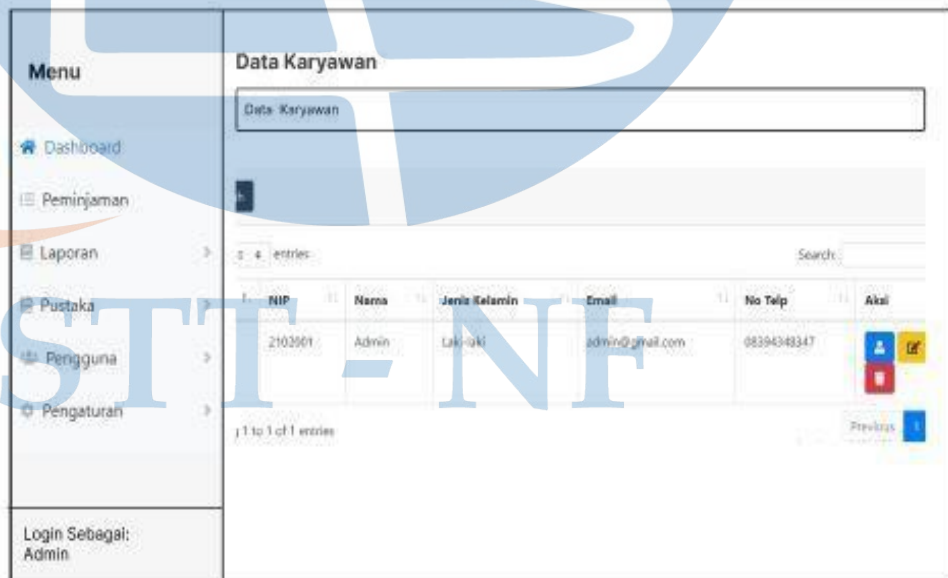 Menu
Dashboard
Peminjaman
Laporan
Pustaka
Pengguna
Pengaturan
Login Sebagai:
Admin
Data Karyawan
Data Karyawan
entries
Search:
NIP Nama Jenis Kelamin Email No Telp Aksi
2102001 Admin Laki-laki admin@gmail.com 08394348347
1 to 1 of 1 entries
Previous 1
STT - NF